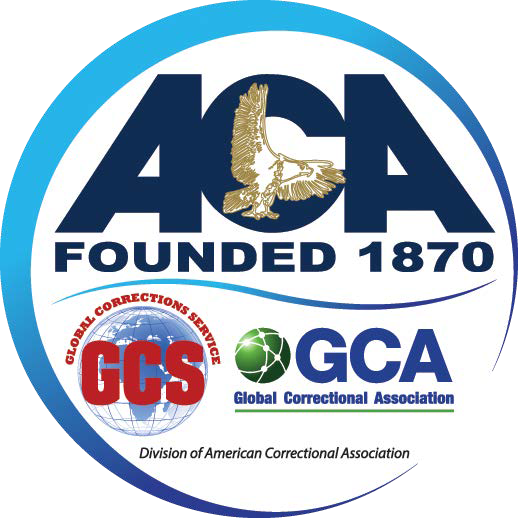 ACA
FOUNDED 1870
GLOBAL CORRECTIONS SERVICE
GCS
GCA
Global Correctional Association
Division of American Correctional Association